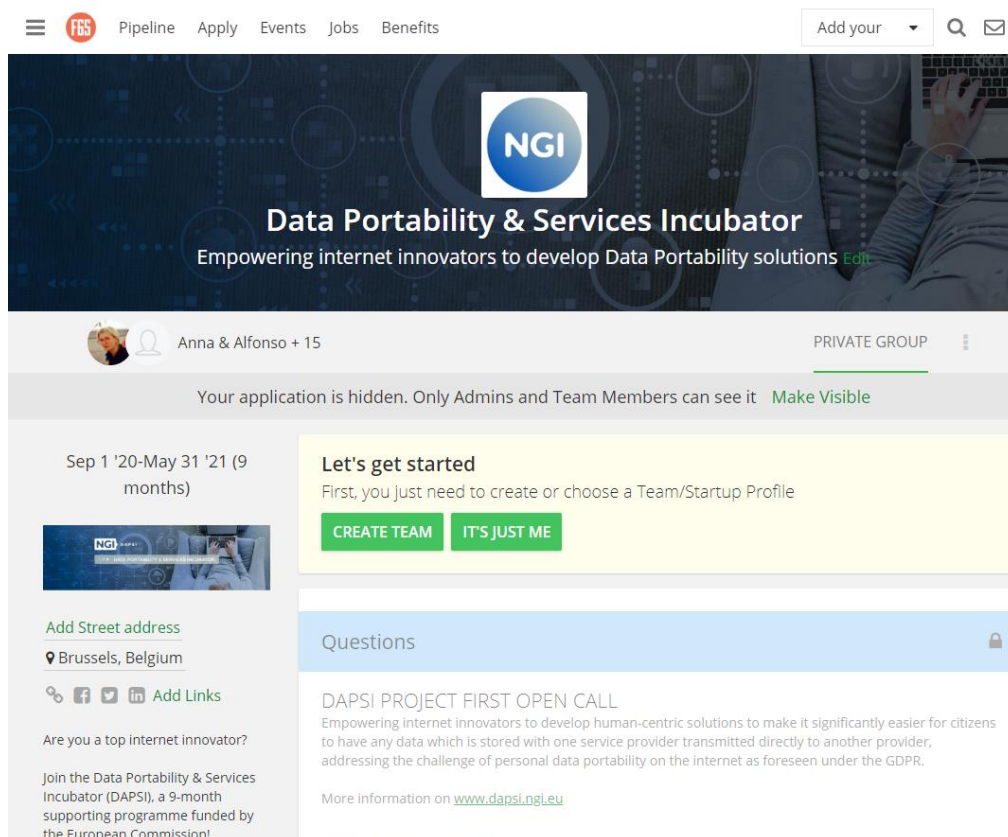 F6S Pipeline Apply Events Jobs Benefits Add your
NGI
Data Portability & Services Incubator
Empowering internet innovators to develop Data Portability solutions Edit
Anna & Alfonso + 15 PRIVATE GROUP
Your application is hidden. Only Admins and Team Members can see it Make Visible
Sep 1 '20-May 31 '21 (9
months)
NGI
Add Street address
Brussels, Belgium
Add Links
Are you a top internet innovator?
Join the Data Portability & Services
Incubator (DAPSI), a 9-month
supporting programme funded by
the European Commission!
Let's get started
First, you just need to create or choose a Team/Startup Profile
CREATE TEAM IT'S JUST ME
Questions
DAPSI PROJECT FIRST OPEN CALL
Empowering internet innovators to develop human-centric solutions to make it significantly easier for citizens
to have any data which is stored with one service provider transmitted directly to another provider,
addressing the challenge of personal data portability on the internet as foreseen under the GDPR.
More information on www.dapsi.ngi.eu